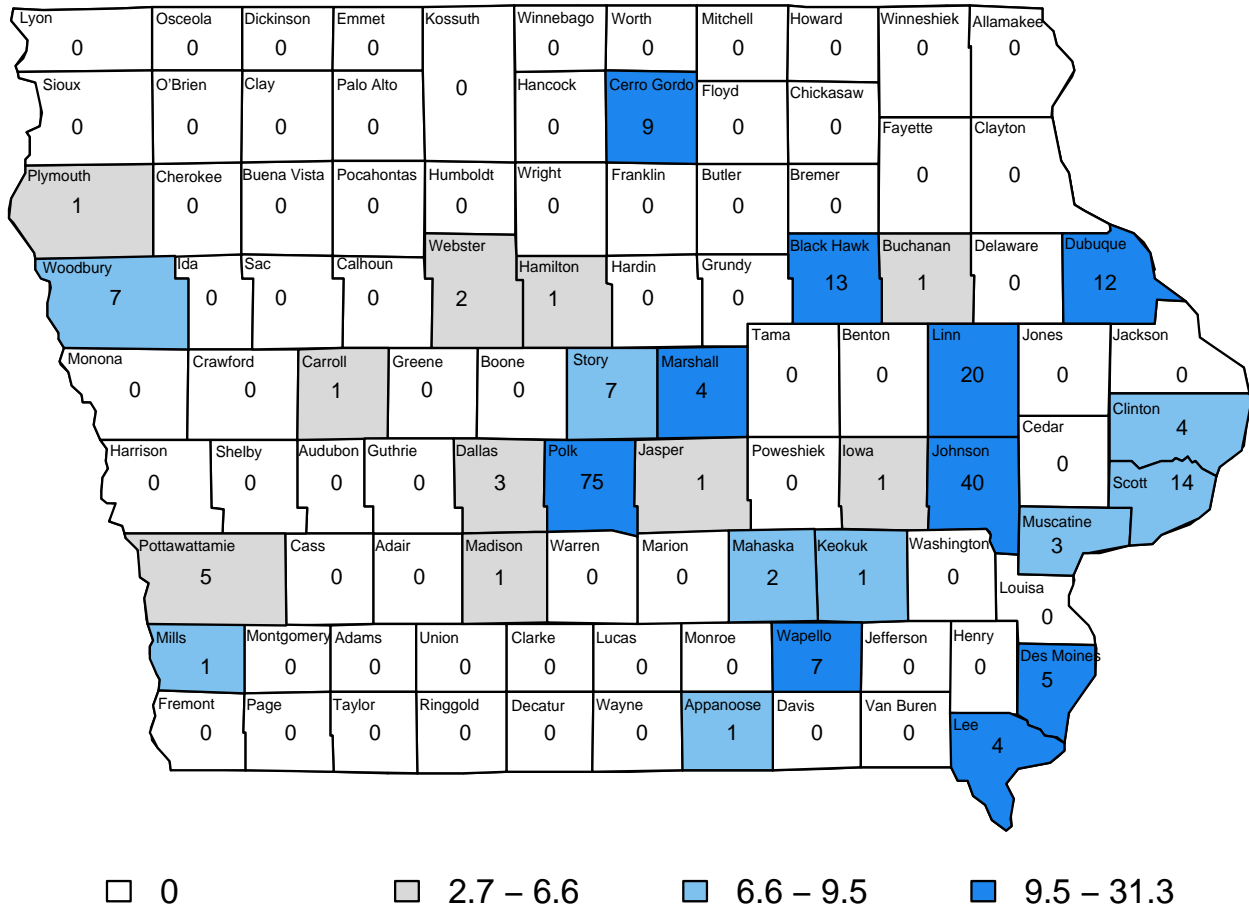 Lyon Osceola Dickinson Emmet Kossuth Winnebago Worth Mitchell Howard Winneshiek Allamakee
0 0 0 0 0 0 0 0 0 0
Sioux O'Brien Clay Palo Alto Hancock Cerro Gordo Floyd Chickasaw
0 0 0 0 0 0 9 0 0
Fayette Clayton
0 0
Plymouth Cherokee Buena Vista Pocahontas Humboldt Wright Franklin Butler Bremer
1 0 0 0 0 0 0 0 0
Webster Black Hawk Buchanan Delaware Dubuque
2 13 1 0 12
Woodbury Ida Sac Calhoun Hamilton Hardin Grundy
7 0 0 0 1 0 0
Tama Benton Linn Jones Jackson
0 0 20 0 0
Monona Crawford Carroll Greene Boone Story Marshall
0 0 1 0 0 7 4
Clinton
4
Cedar
0
Harrison Shelby Audubon Guthrie Dallas Polk Jasper Poweshiek Iowa Johnson
0 0 0 0 3 75 1 0 1 40
Scott 14
Muscatine
3
Pottawattamie Cass Adair Madison Warren Marion Mahaska Keokuk Washington
5 0 0 1 0 0 2 1 0
Louisa
0
Mills Montgomery Adams Union Clarke Lucas Monroe Wapello Jefferson Henry
1 0 0 0 0 0 0 7 0 0
Des Moines
5
Fremont Page Taylor Ringgold Decatur Wayne Appanoose Davis Van Buren
0 0 0 0 0 0 1 0 0
Lee
4
0 2.7 – 6.6 6.6 – 9.5 9.5 – 31.3